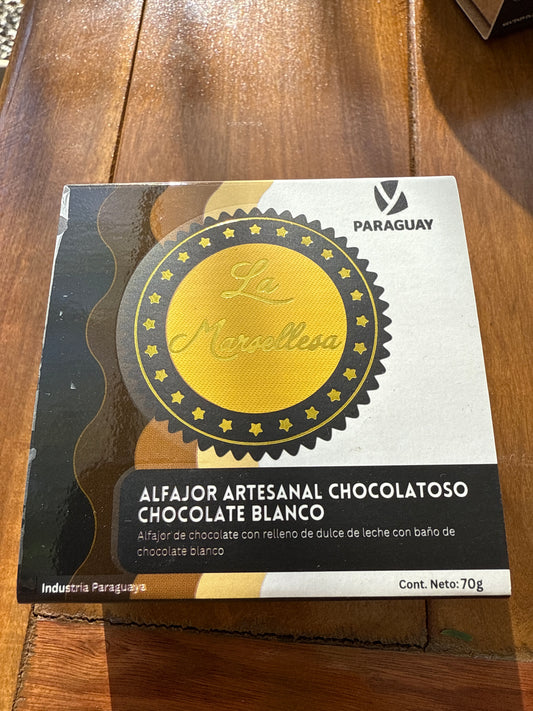 PARAGUAY
La
Marsellesa
ALFAJOR ARTESANAL CHOCOLATOSO
CHOCOLATE BLANCO
Alfajor de chocolate con relleno de dulce de leche con baño de
chocolate blanco
Industria Paraguaya
Cont. Neto: 70g